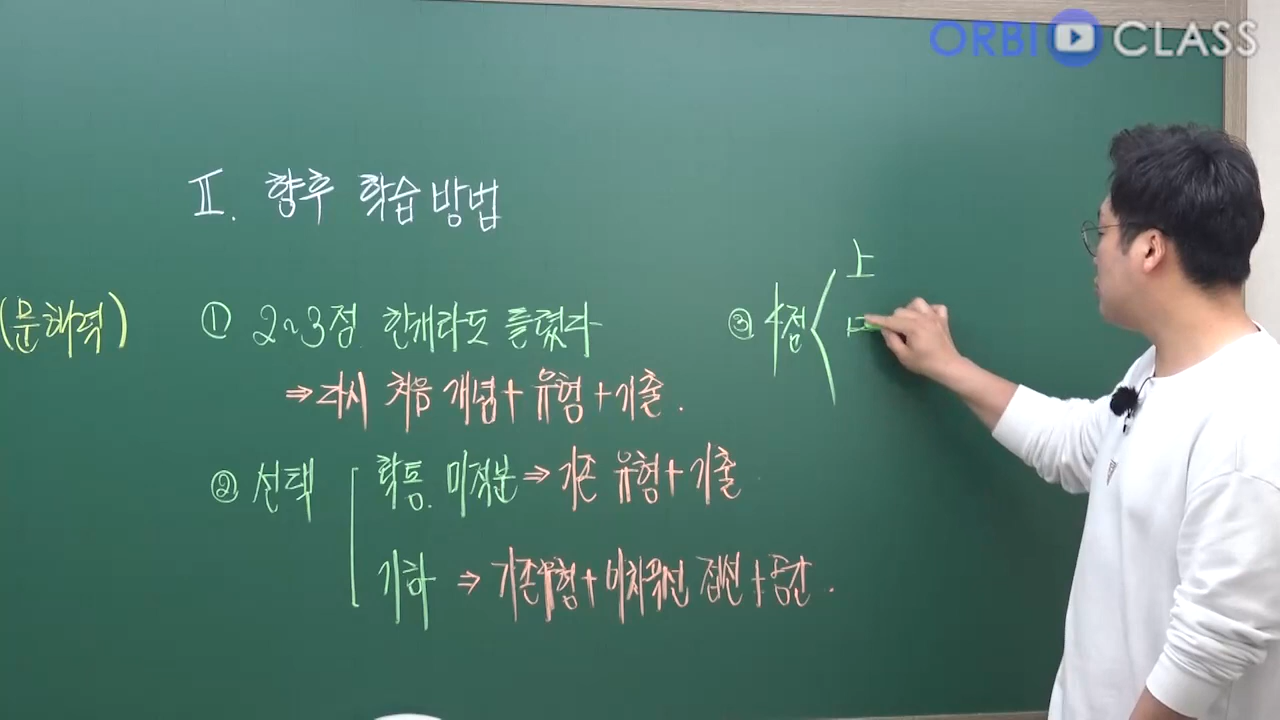 ORBI CLASS
Ⅱ. 향후 학습 방법
(문해력)
① 2~3점 한개라도 틀렸다
⇒ 다시 처음 개념 + 유형 + 기출.
② 선택
확통. 미적분 ⇒ 기존 유형 + 기출
기하 ⇒ 기존유형 + 이차곡선 접선 + 공간.
③ 4점
上